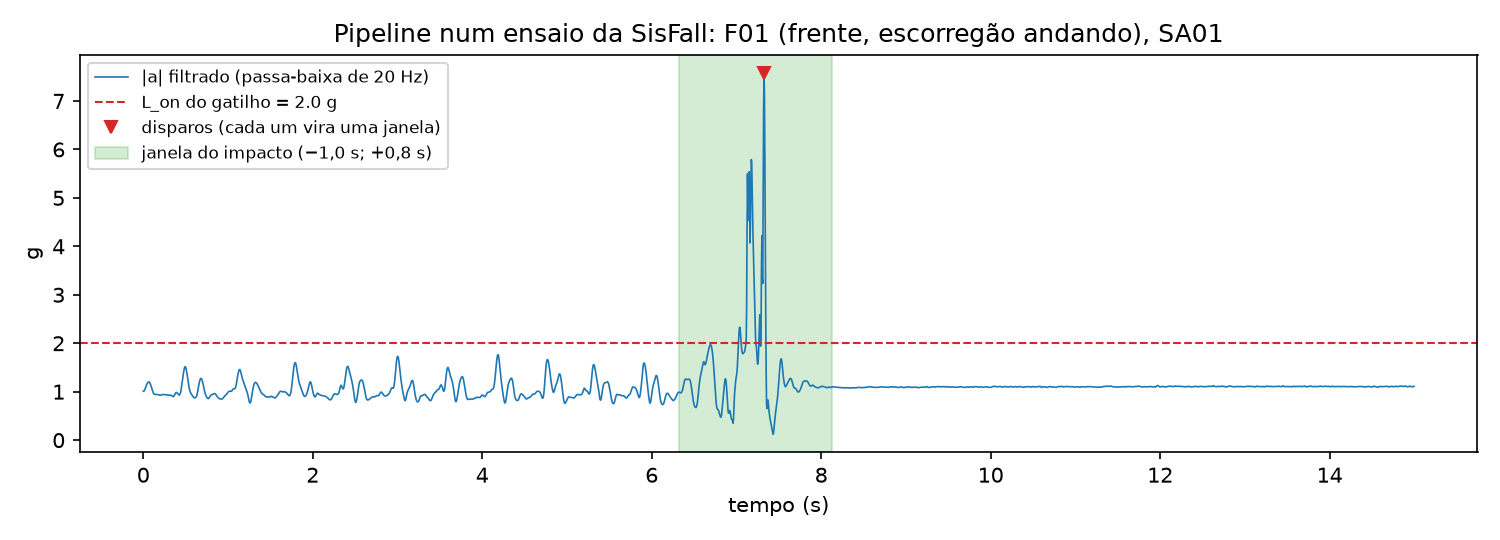 Pipeline num ensaio da SisFall: F01 (frente, escorregão andando), SA01
|a| filtrado (passa-baixa de 20 Hz)
L_on do gatilho = 2.0 g
disparos (cada um vira uma janela)
janela do impacto (−1,0 s; +0,8 s)
7
6
5
4
3
2
1
0
g
0 2 4 6 8 10 12 14
tempo (s)